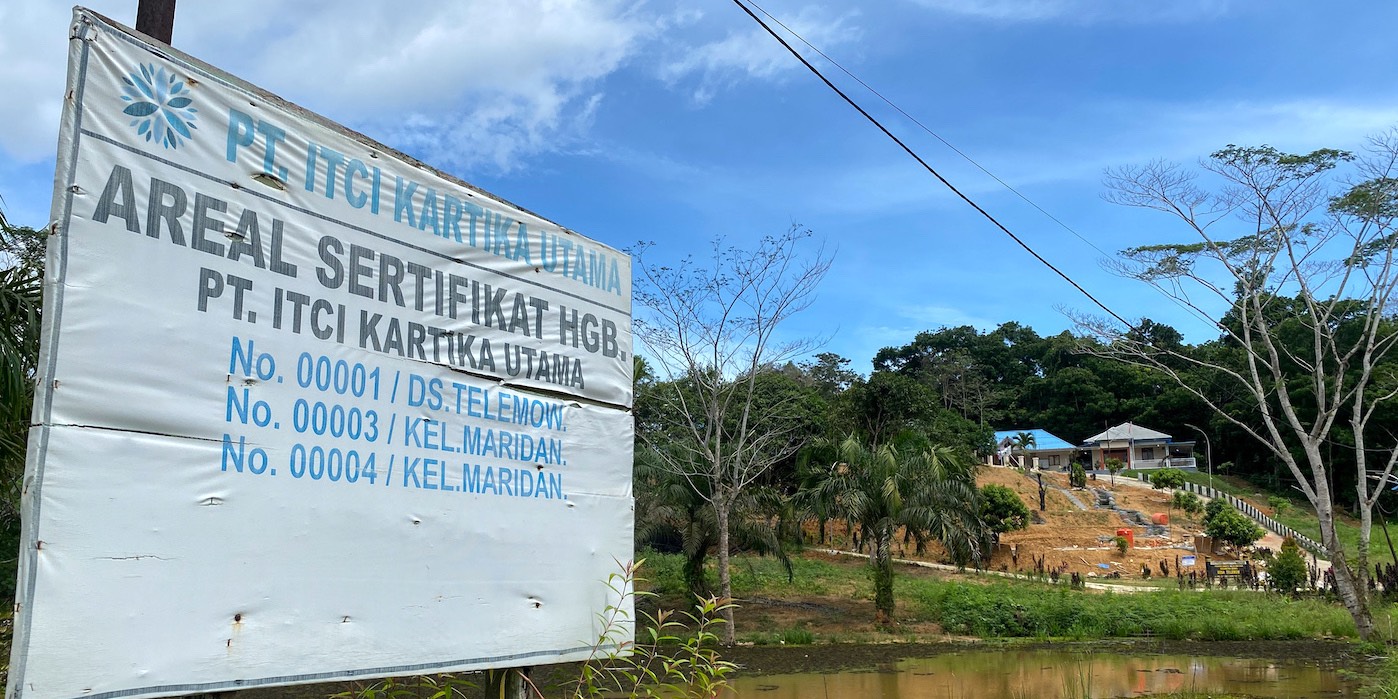 PT. ITCI KARTIKA UTAMA
AREAL SERTIFIKAT HGB.
PT. ITCI KARTIKA UTAMA
No. 00001 / DS.TELEMOW.
No. 00003 / KEL.MARIDAN.
No. 00004 / KEL.MARIDAN.